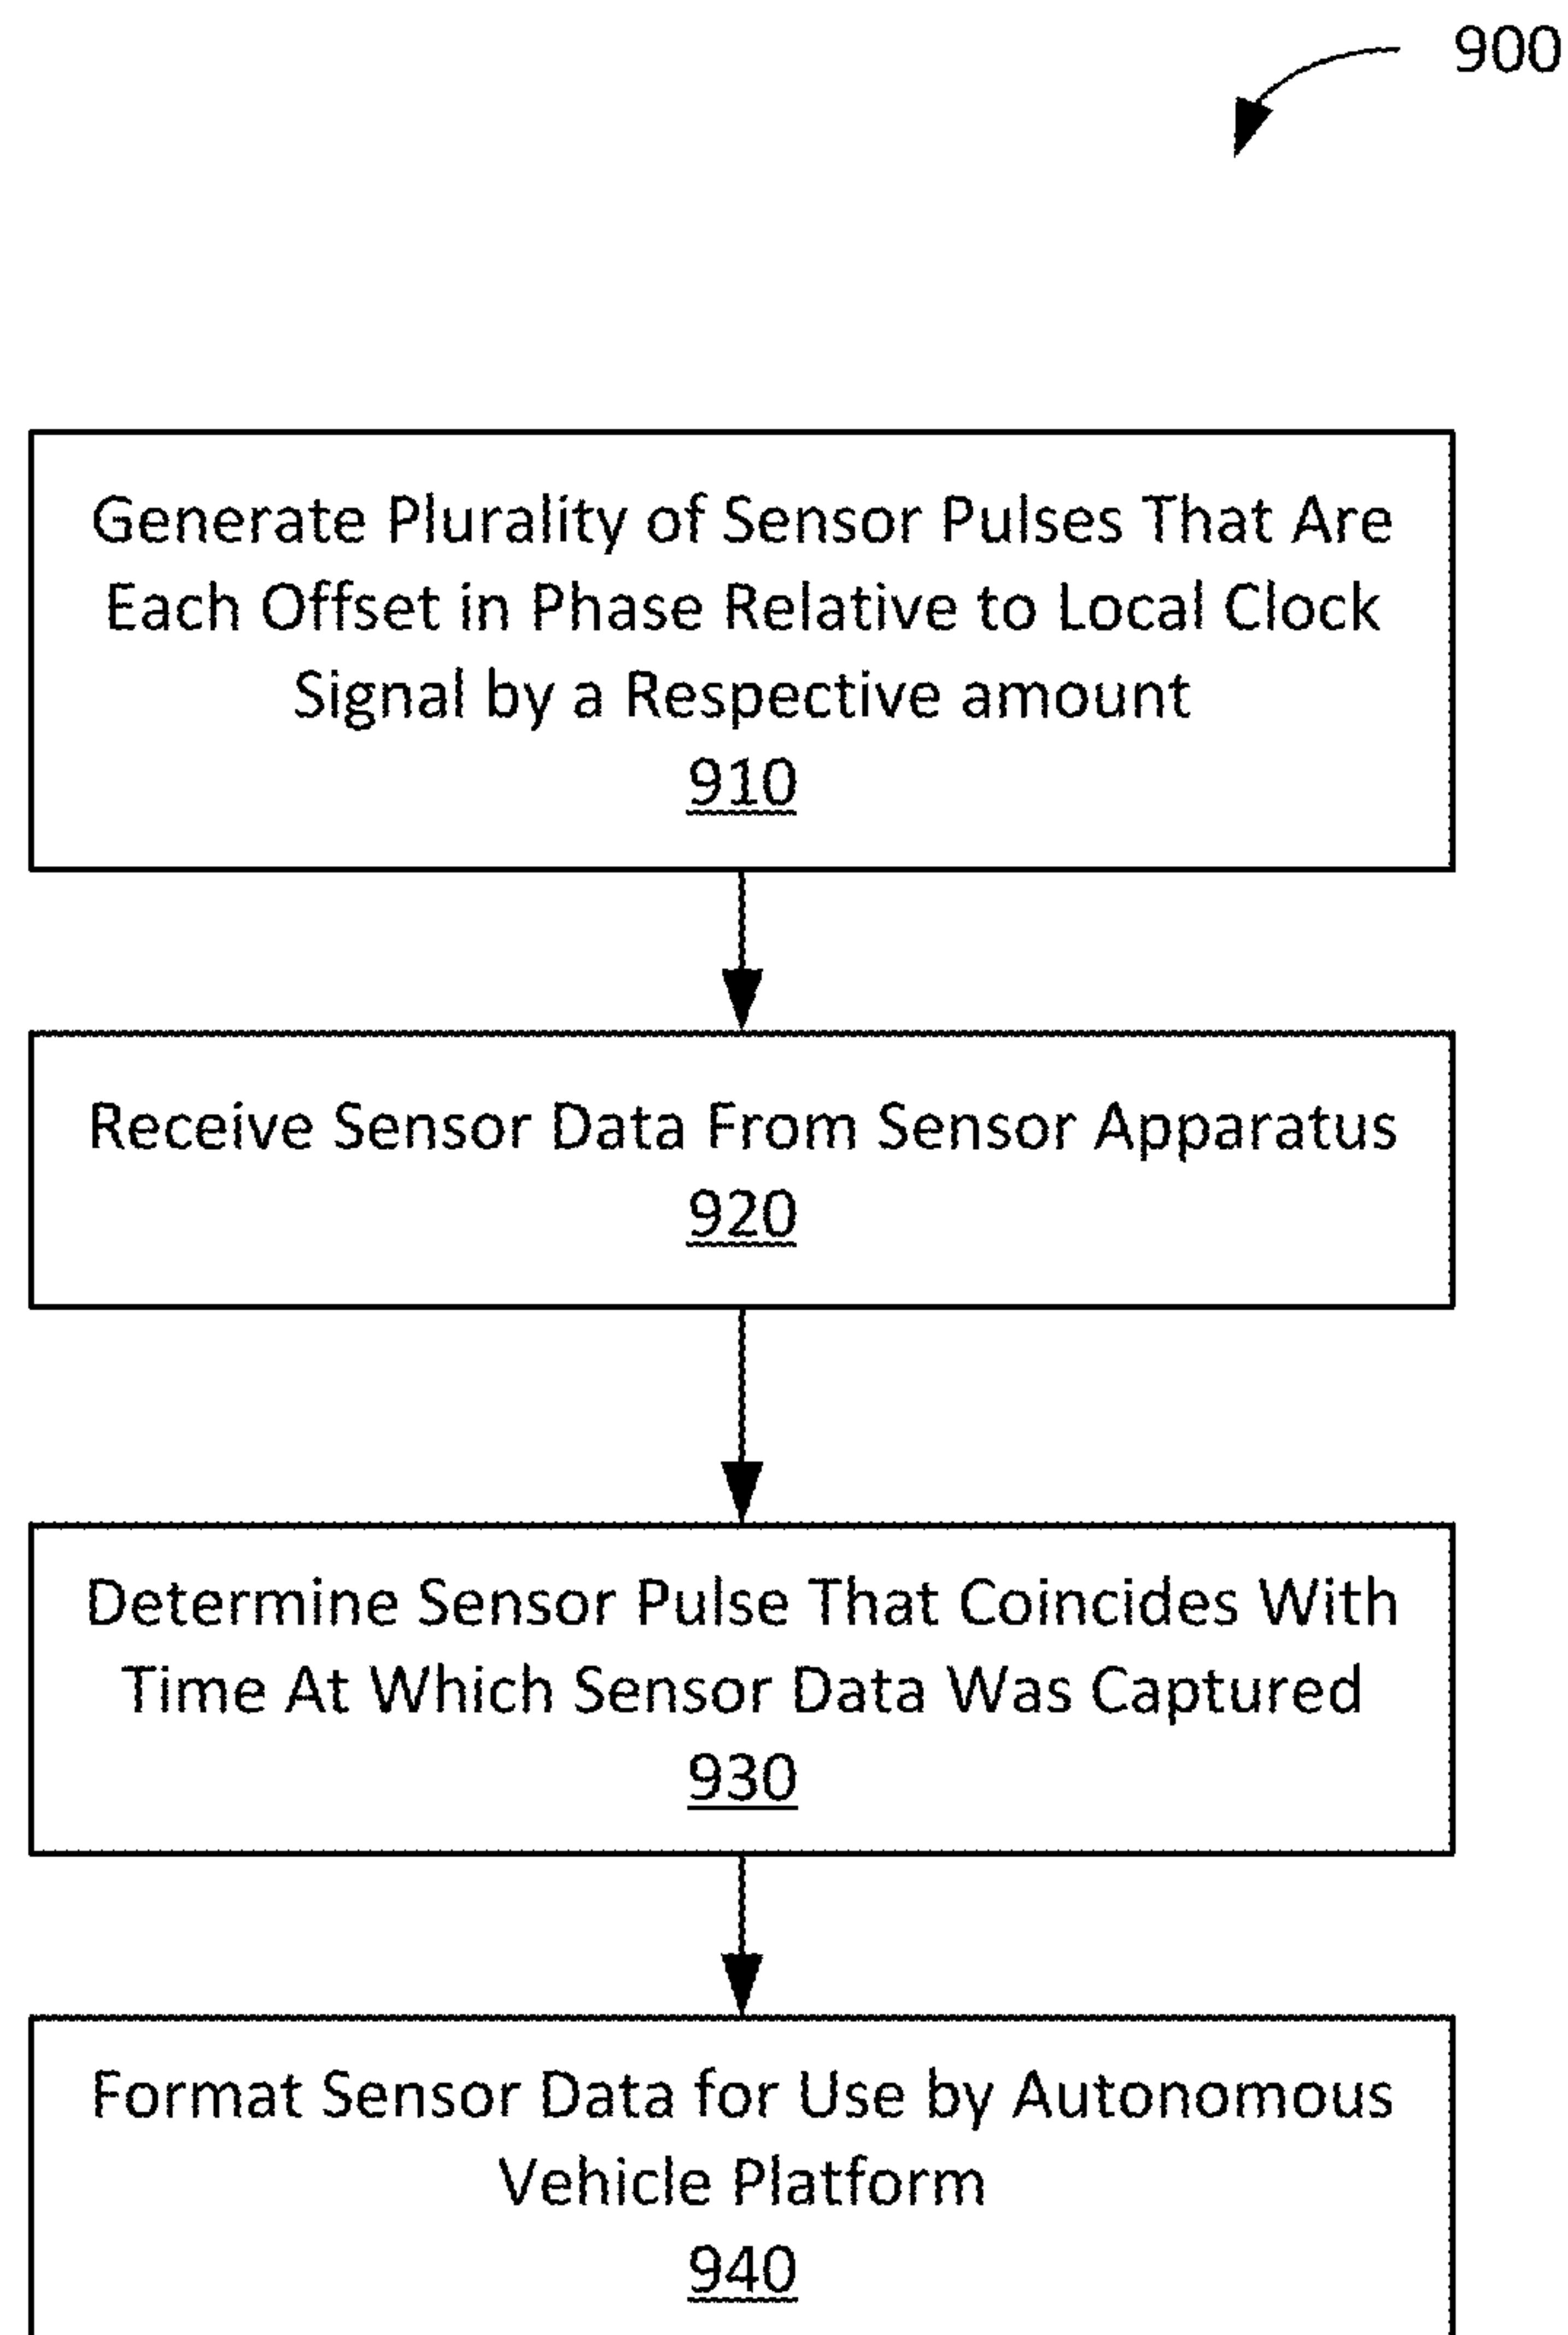 900
Generate Plurality of Sensor Pulses That Are
Each Offset in Phase Relative to Local Clock
Signal by a Respective amount
910
Receive Sensor Data From Sensor Apparatus
920
Determine Sensor Pulse That Coincides With
Time At Which Sensor Data Was Captured
930
Format Sensor Data for Use by Autonomous
Vehicle Platform
940